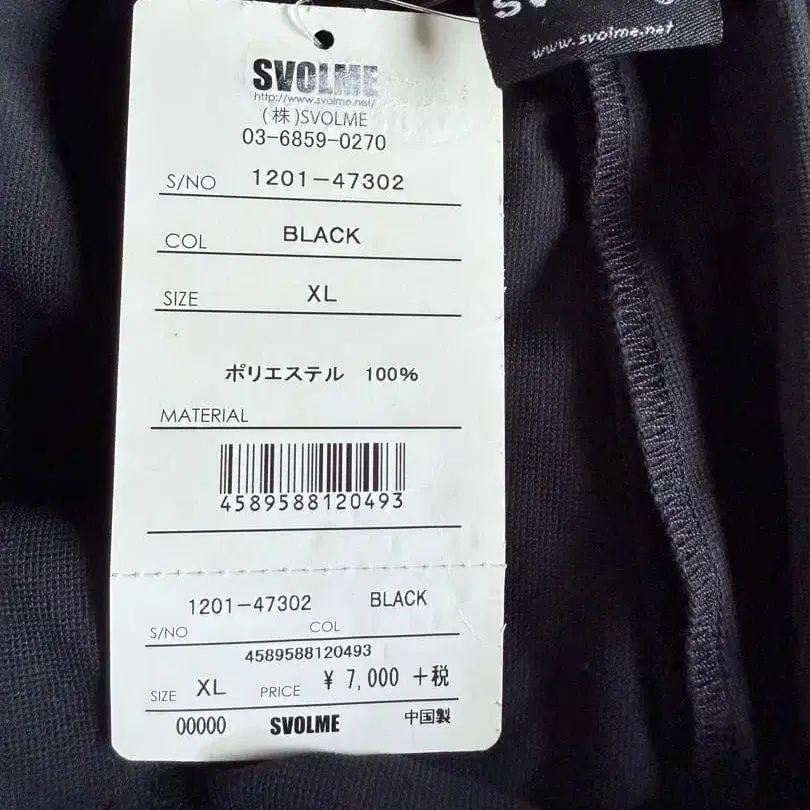 www.svolme.net
SVOLME
http://www.svolme.net/
(株)SVOLME
03-6859-0270
S/NO 1201-47302
COL BLACK
SIZE XL
ポリエステル 100%
MATERIAL
4589588120493
1201-47302 BLACK
S/NO COL
4589588120493
SIZE XL PRICE ¥ 7,000 +税
00000 SVOLME 中国製